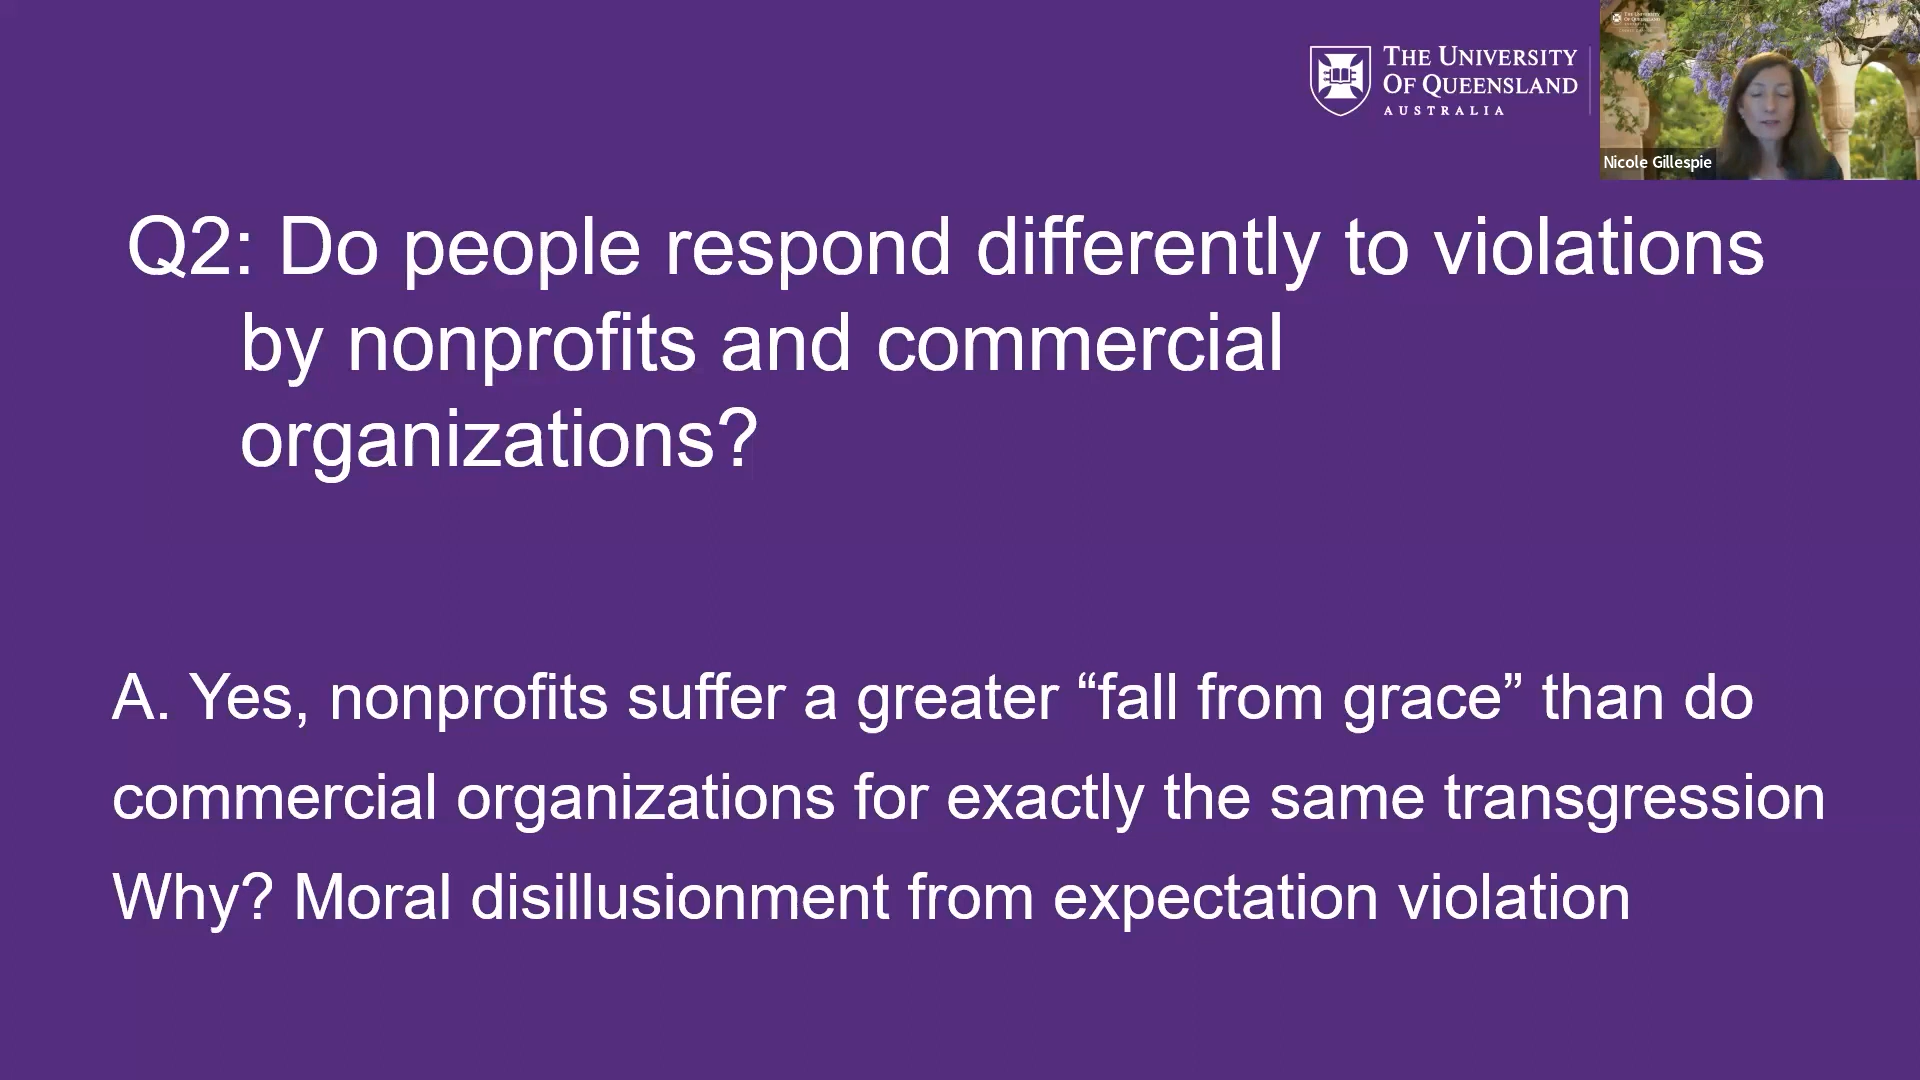 THE UNIVERSITY
OF QUEENSLAND
AUSTRALIA
Nicole Gillespie
Q2: Do people respond differently to violations
by nonprofits and commercial
organizations?
A. Yes, nonprofits suffer a greater “fall from grace” than do
commercial organizations for exactly the same transgression
Why? Moral disillusionment from expectation violation